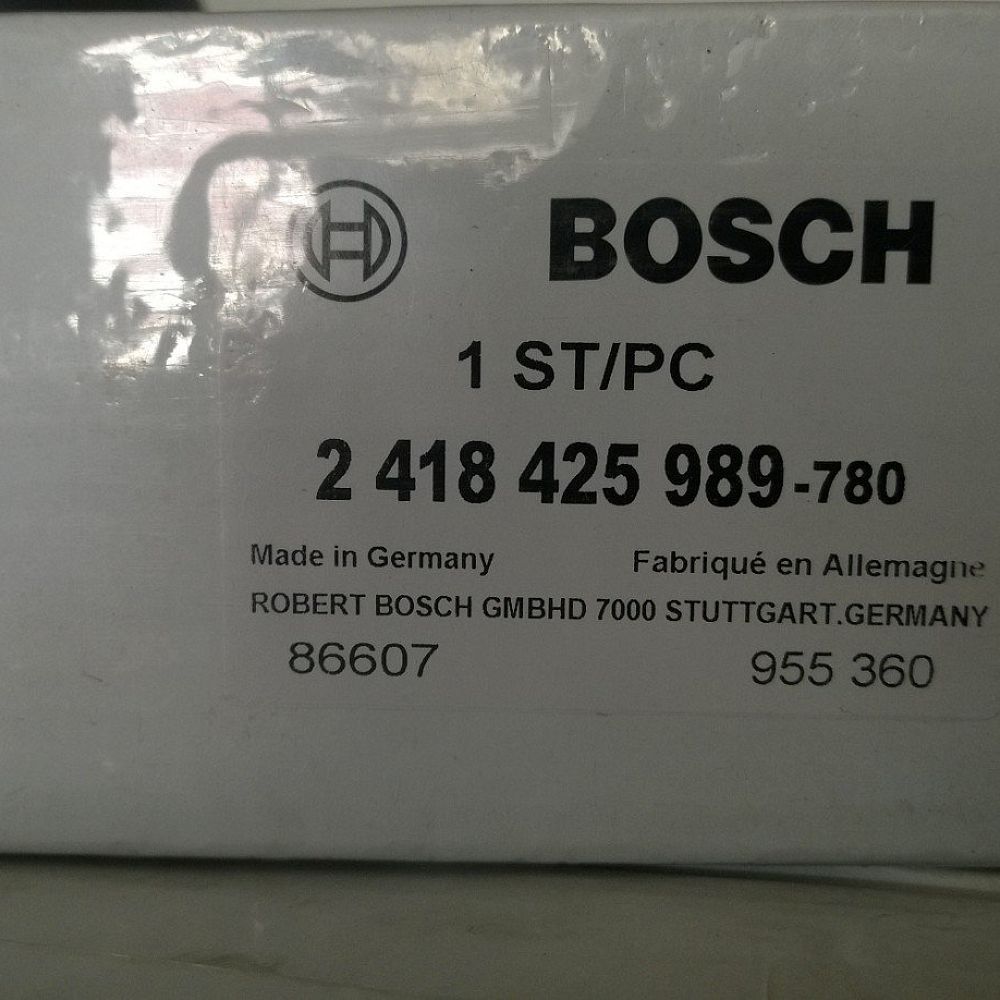 BOSCH
1 ST/PC
2 418 425 989-780
Made in Germany Fabriqué en Allemagne
ROBERT BOSCH GMBHD 7000 STUTTGART.GERMANY
86607 955 360